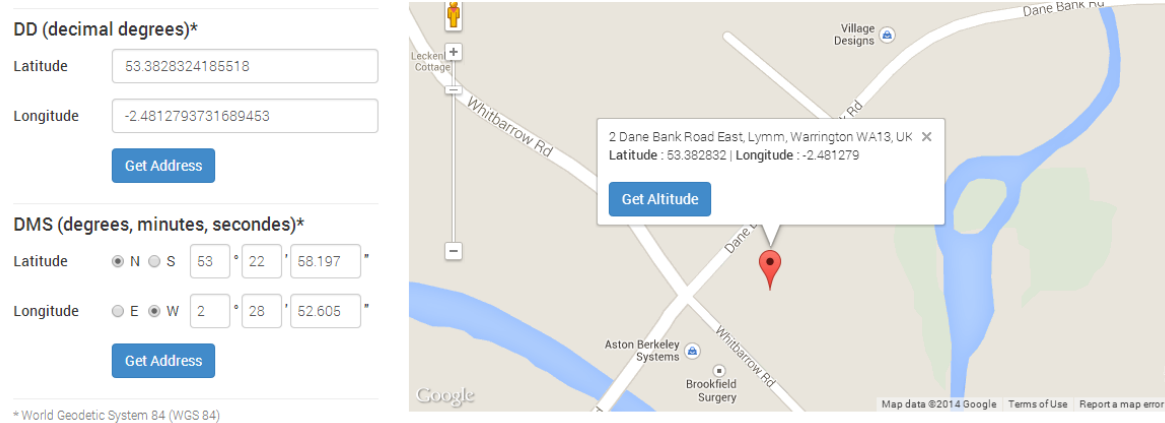 DD (decimal degrees)*
Latitude 53.3828324185518
Longitude -2.4812793731689453
Get Address
DMS (degrees, minutes, secondes)*
Latitude N S 53 ° 22 ' 58.197 "
Longitude E W 2 ° 28 ' 52.605 "
Get Address
* World Geodetic System 84 (WGS 84)
Dane Bank Rd
Village
Designs
Cottage
Whitbarrow Rd
2 Dane Bank Road East, Lymm, Warrington WA13, UK ×
Latitude : 53.382832 | Longitude : -2.481279
Get Altitude
Rd
Dane
Whitbarrow Rd
Aston Berkeley
Systems
Brookfield
Surgery
Google
Map data ©2014 Google Terms of Use Report a map error